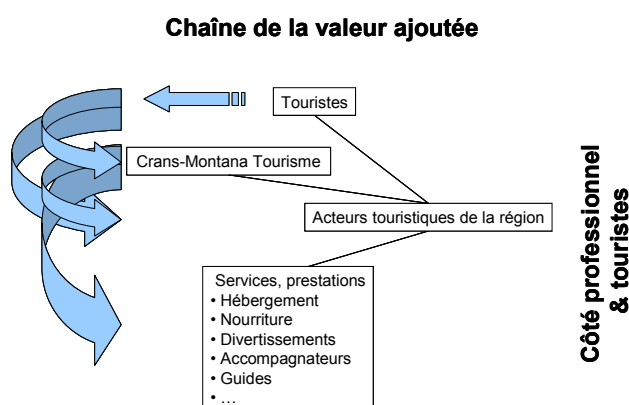 Chaîne de la valeur ajoutée
Touristes
Crans-Montana Tourisme
Acteurs touristiques de la région
Services, prestations
• Hébergement
• Nourriture
• Divertissements
• Accompagnateurs
• Guides
• ...
Côté professionnel
& touristes